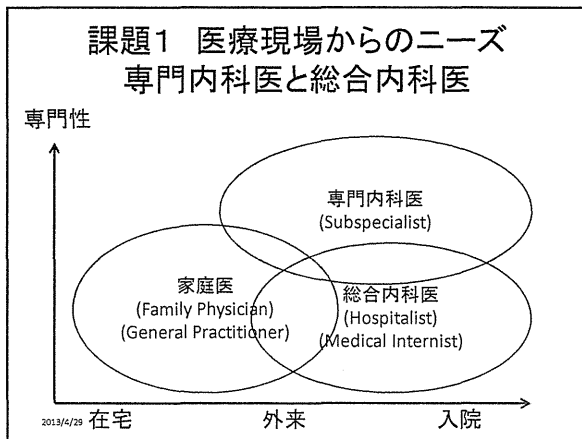 課題１ 医療現場からのニーズ
専門内科医と総合内科医
専門性
専門内科医
(Subspecialist)
家庭医
(Family Physician)
(General Practitioner)
総合内科医
(Hospitalist)
(Medical Internist)
2013/4/29 在宅 外来 入院